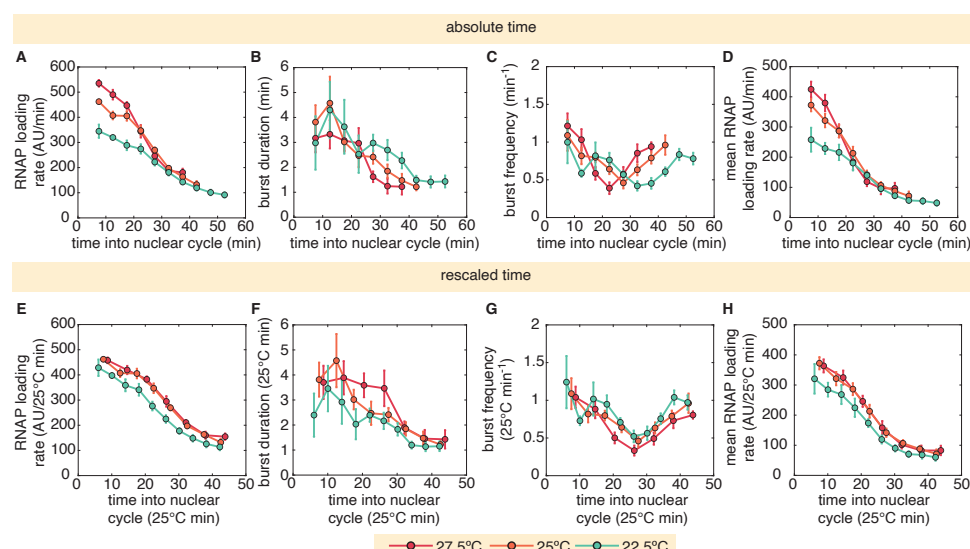 absolute time
A
RNAP loading
rate (AU/min)
600
500
400
300
200
100
0
0 10 20 30 40 50 60
time into nuclear cycle (min)
B
burst duration (min)
6
5
4
3
2
1
0
0 10 20 30 40 50 60
time into nuclear cycle (min)
C
burst frequency (min-1)
2
1.5
1
0.5
0
0 10 20 30 40 50 60
time into nuclear cycle (min)
D
mean RNAP
loading rate (AU/min)
500
400
300
200
100
0
0 10 20 30 40 50 60
time into nuclear cycle (min)
rescaled time
E
RNAP loading
rate (AU/25°C min)
600
500
400
300
200
100
0
0 10 20 30 40 50
time into nuclear
cycle (25°C min)
F
burst duration (25°C min)
6
5
4
3
2
1
0
0 10 20 30 40 50
time into nuclear
cycle (25°C min)
G
burst frequency
(25°C min-1)
2
1.5
1
0.5
0
0 10 20 30 40 50
time into nuclear
cycle (25°C min)
H
mean RNAP loading
rate (AU/25°C min)
500
400
300
200
100
0
0 10 20 30 40 50
time into nuclear
cycle (25°C min)
27.5ºC 25ºC 22.5ºC